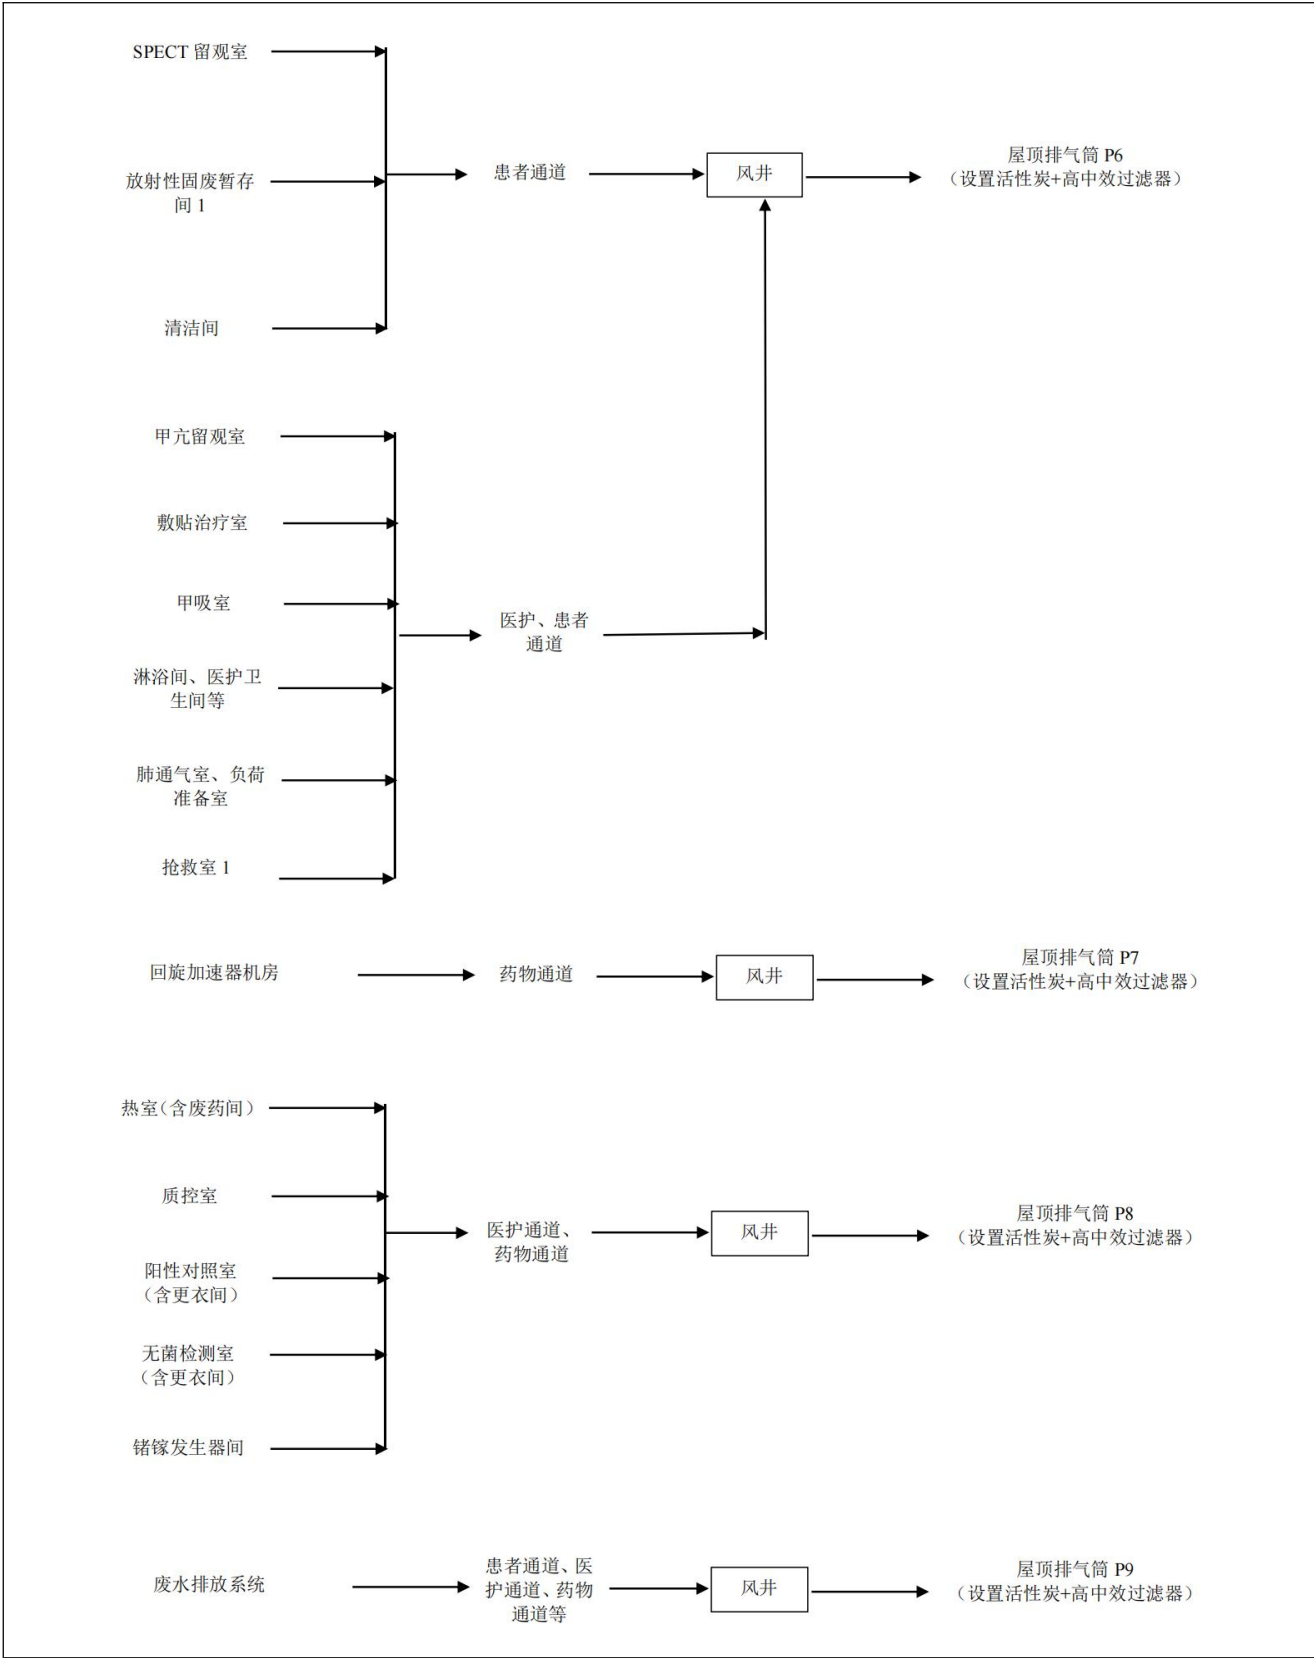 SPECT 留观室
放射性固废暂存
间 1
清洁间
患者通道
风井
屋顶排气筒 P6
（设置活性炭+高中效过滤器）
甲亢留观室
敷贴治疗室
甲吸室
淋浴间、医护卫
生间等
肺通气室、负荷
准备室
抢救室 1
医护、患者
通道
回旋加速器机房
药物通道
风井
屋顶排气筒 P7
（设置活性炭+高中效过滤器）
热室（含废药间）
质控室
阳性对照室
（含更衣间）
无菌检测室
（含更衣间）
锗镓发生器间
医护通道、
药物通道
风井
屋顶排气筒 P8
（设置活性炭+高中效过滤器）
废水排放系统
患者通道、医
护通道、药物
通道等
风井
屋顶排气筒 P9
（设置活性炭+高中效过滤器）